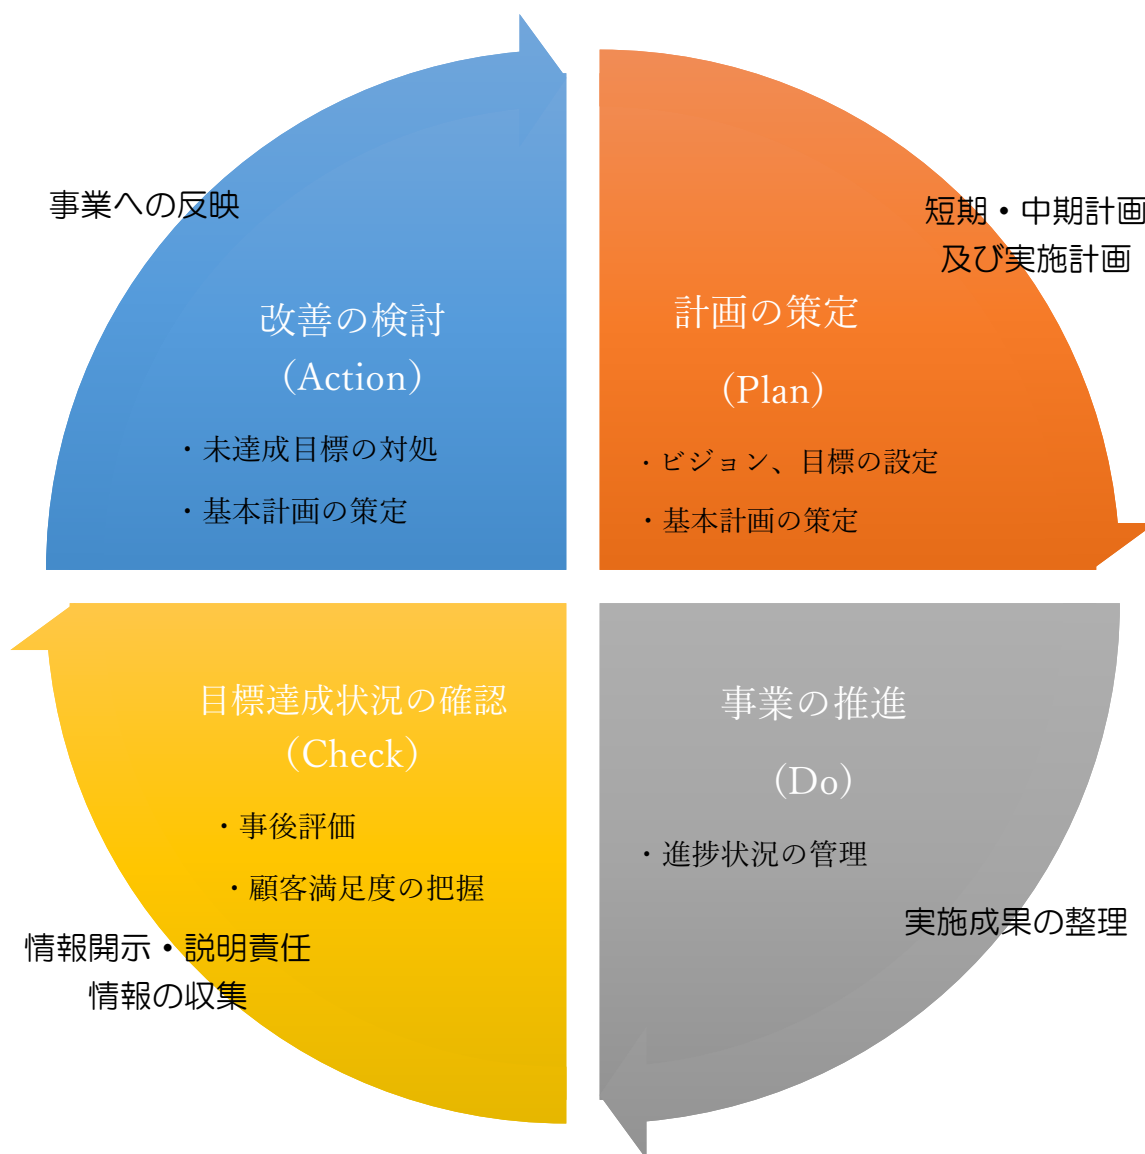 事業への反映
改善の検討
（Action）
・未達成目標の対処
・基本計画の策定
短期・中期計画
及び実施計画
計画の策定
（Plan）
・ビジョン、目標の設定
・基本計画の策定
目標達成状況の確認
（Check）
・事後評価
・顧客満足度の把握
情報開示・説明責任
情報の収集
事業の推進
（Do）
・進捗状況の管理
実施成果の整理